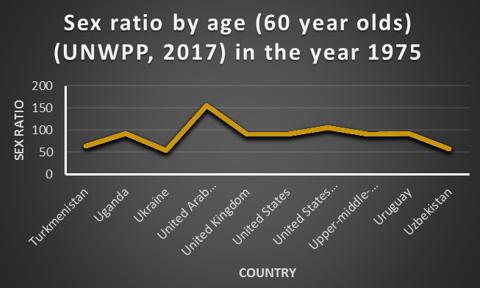 Sex ratio by age (60 year olds)
(UNWPP, 2017) in the year 1975
SEX RATIO
200
150
100
50
0
Turkmenistan
Uganda
Ukraine
United Arab...
United Kingdom
United States
United States...
Upper-middle-...
Uruguay
Uzbekistan
COUNTRY